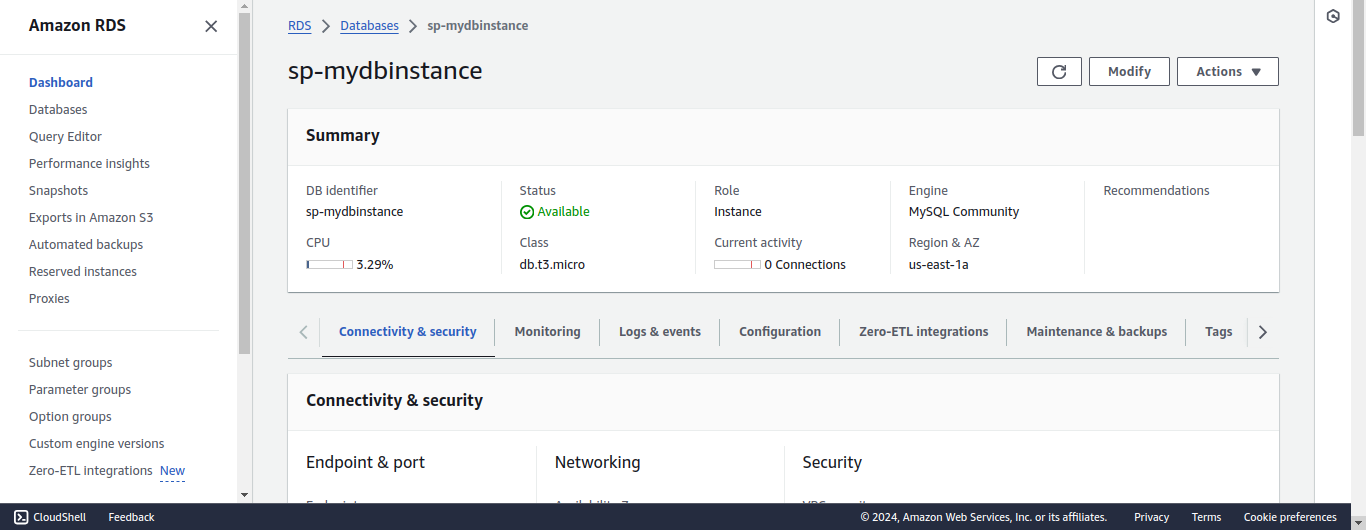 Amazon RDS
Dashboard
Databases
Query Editor
Performance insights
Snapshots
Exports in Amazon S3
Automated backups
Reserved instances
Proxies
Subnet groups
Parameter groups
Option groups
Custom engine versions
Zero-ETL integrations New
RDS Databases sp-mydbinstance
sp-mydbinstance
Modify Actions
Summary
DB identifier
sp-mydbinstance
Status
Available
Role
Instance
Engine
MySQL Community
Recommendations
CPU
3.29%
Class
db.t3.micro
Current activity
0 Connections
Region & AZ
us-east-1a
Connectivity & security Monitoring Logs & events Configuration Zero-ETL integrations Maintenance & backups Tags
Connectivity & security
Endpoint & port Networking Security
CloudShell Feedback © 2024, Amazon Web Services, Inc. or its affiliates. Privacy Terms Cookie preferences